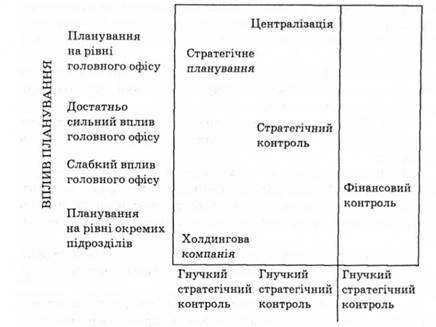 ВПЛИВ ПЛАНУВАННЯ
Планування
на рівні
головного офісу
Достатньо
сильний вплив
головного офісу
Слабкий вплив
головного офісу
Планування
на рівні окремих
підрозділів
Централізація
Стратегічне
планування
Стратегічний
контроль
Фінансовий
контроль
Холдингова
компанія
Гнучкий
стратегічний
контроль
Гнучкий
стратегічний
контроль
Гнучкий
стратегічний
контроль